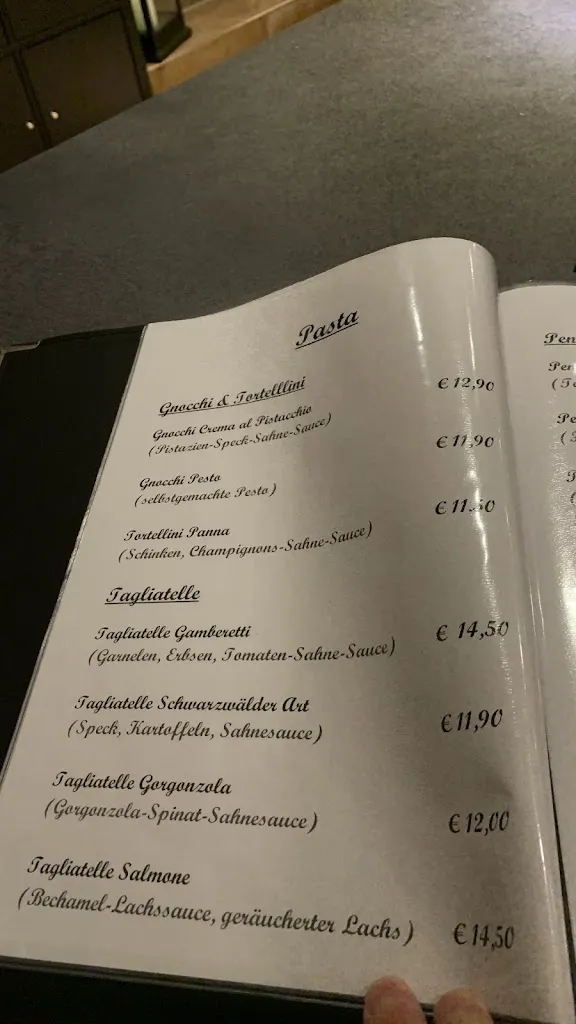 Pasta
Gnocchi & Tortelllini
Gnocchi Crema al Pistacchio € 12,90
(Pistazien-Speck-Sahne-Sauce)
Gnocchi Pesto € 11,90
(selbstgemachte Pesto)
Tortellini Panna € 11.50
(Schinken, Champignons-Sahne-Sauce)
Tagliatelle
Tagliatelle Gamberetti € 14,50
(Garnelen, Erbsen, Tomaten-Sahne-Sauce)
Tagliatelle Schwarzwälder Art € 11,90
(Speck, Kartoffeln, Sahnesauce)
Tagliatelle Gorgonzola € 12,00
(Gorgonzola-Spinat-Sahnesauce)
Tagliatelle Salmone
(Bechamel-Lachssauce, geräucherter Lachs) € 14,50